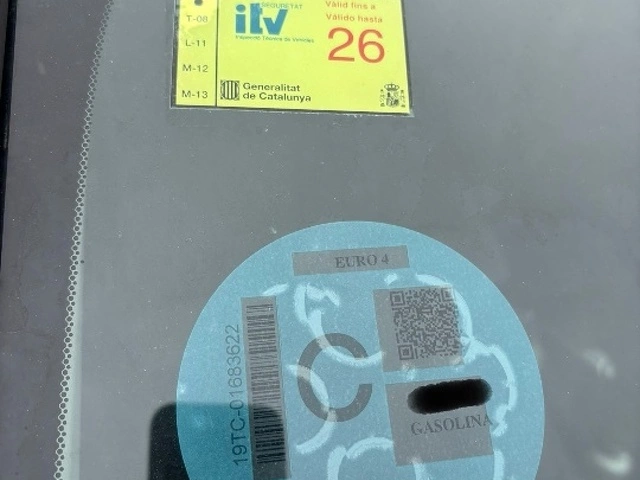 SEGURETAT
itv
Inspecció Tècnica de Vehicles
T-08
L-11
M-12
M-13
Vàlid fins a
Válido hasta
26
Generalitat
de Catalunya
EURO 4
19TC-01683622
C
GASOLINA